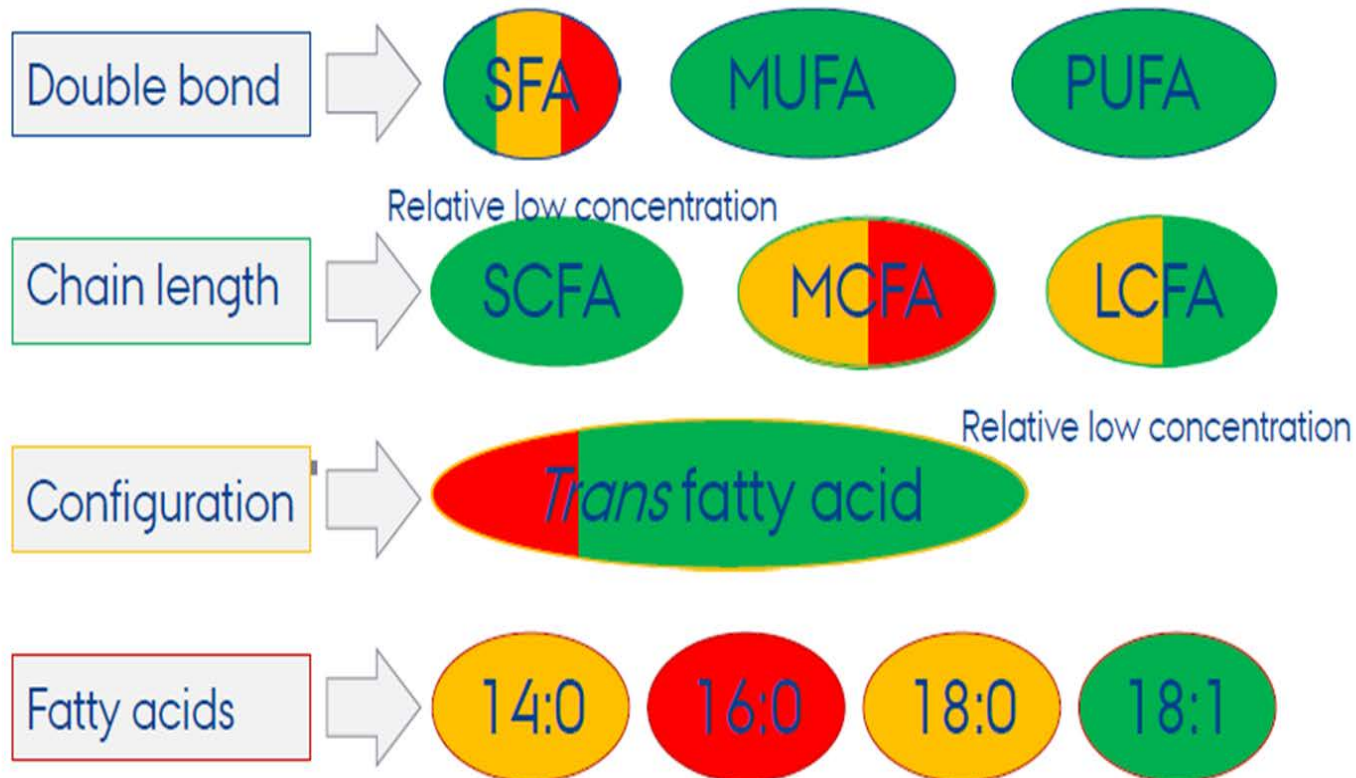 Double bond
SFA
MUFA
PUFA
Relative low concentration
Chain length
SCFA
MCFA
LCFA
Relative low concentration
Configuration
Trans fatty acid
Fatty acids
14:0
16:0
18:0
18:1